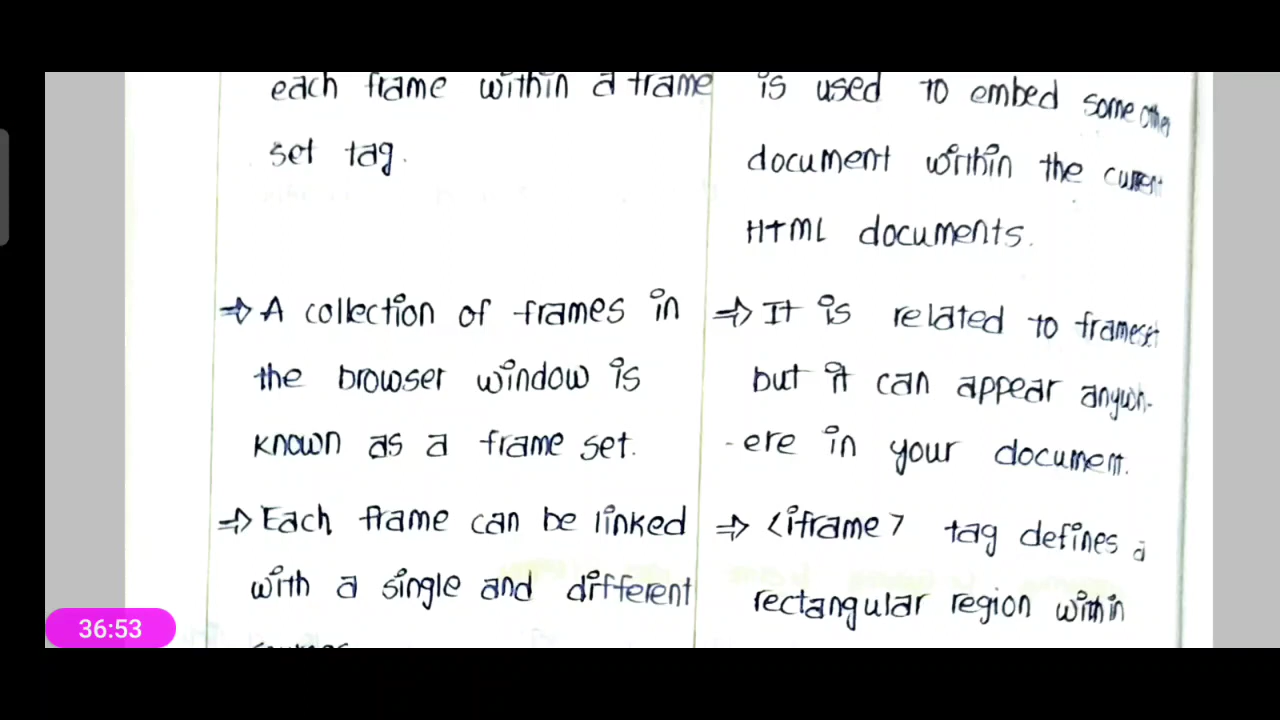 each frame within a frame
set tag.
is used to embed some other
document within the current
HTML documents.
⇒ A collection of frames in
the browser window is
known as a frame set.
⇒ It is related to frameset
but it can appear anywh-
-ere in your document.
⇒ Each frame can be linked
with a single and different
⇒ <iframe> tag defines a
rectangular region within
36:53